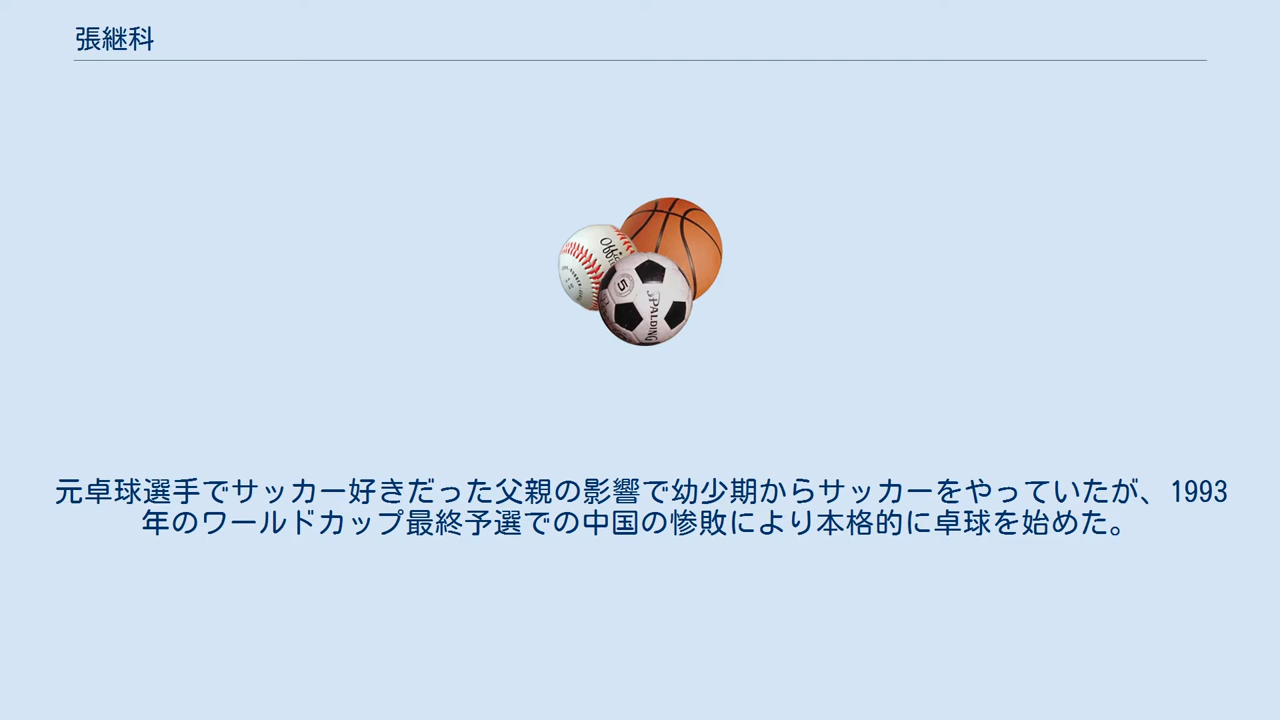 張継科
Offici
5
SPALDING
元卓球選手でサッカー好きだった父親の影響で幼少期からサッカーをやっていたが、1993
年のワールドカップ最終予選での中国の惨敗により本格的に卓球を始めた。